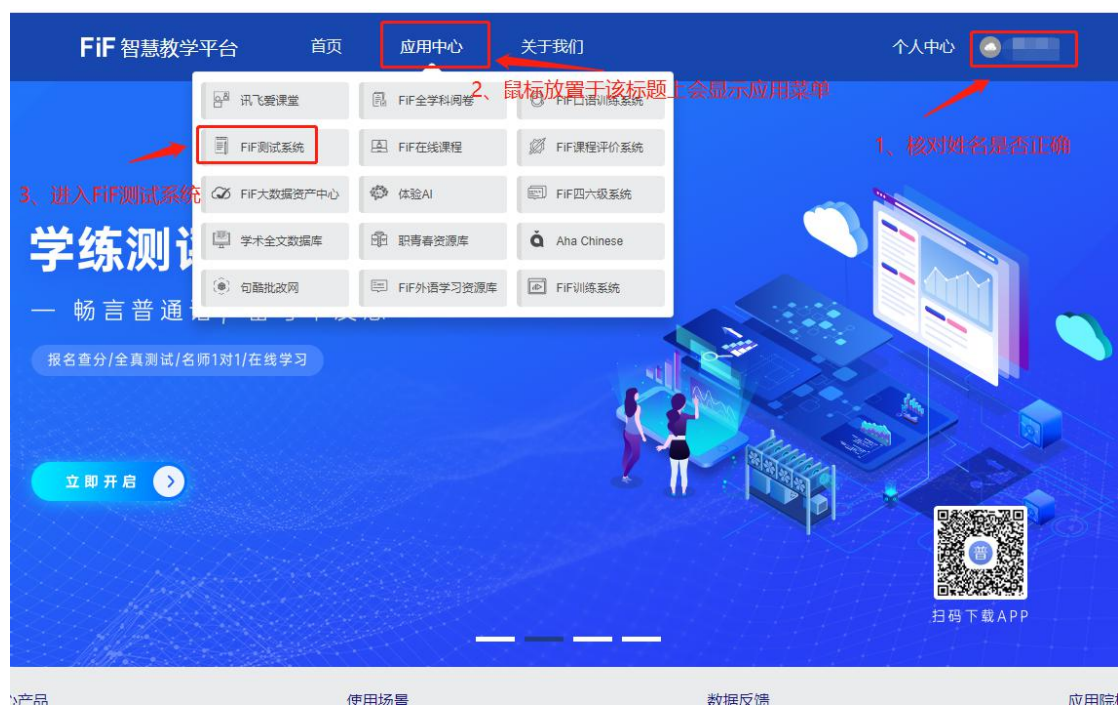 FiF 智慧教学平台 首页 应用中心 关于我们 个人中心
2、鼠标放置于该标题上会显示应用菜单
讯飞爱课堂 FiF全学科阅卷 FiF口语训练系统
1、核对姓名是否正确
FiF测试系统 FiF在线课程 FiF课程评价系统
3、进入FiF测试系统
FiF大数据资产中心 体验AI FiF四六级系统
学术全文数据库 职青春资源库 Aha Chinese
学练测
句酷批改网 FiF外语学习资源库 FiF训练系统
— 畅言普通
报名查分/全真测试/名师1对1/在线学习
立即开启
普
扫码下载APP
心产品 使用场景 数据反馈 应用院